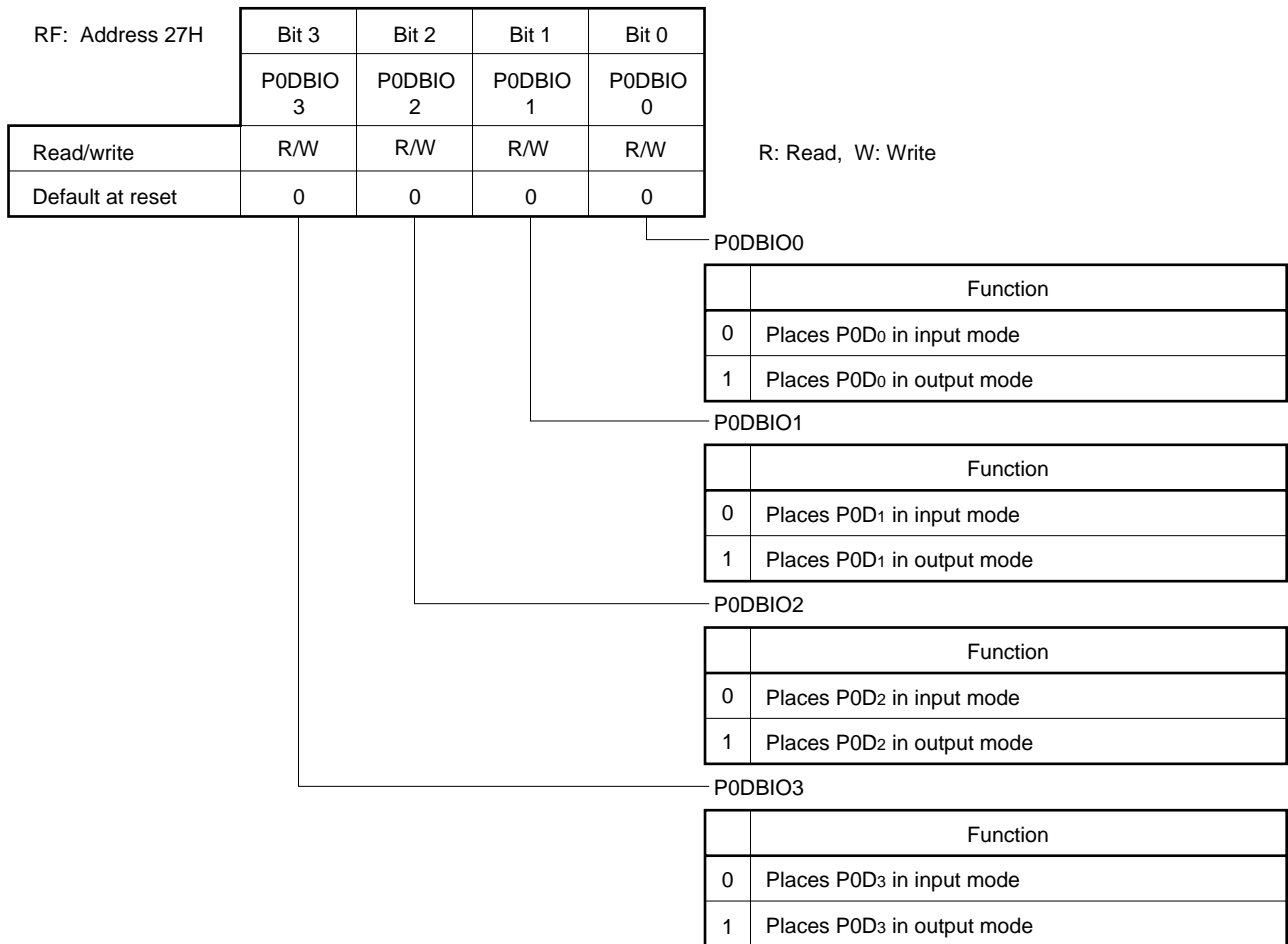 RF: Address 27H Bit 3 Bit 2 Bit 1 Bit 0
P0DBIO P0DBIO P0DBIO P0DBIO
3 2 1 0
Read/write R/W R/W R/W R/W R: Read, W: Write
Default at reset 0 0 0 0
P0DBIO0
Function
0 Places P0D0 in input mode
1 Places P0D0 in output mode
P0DBIO1
Function
0 Places P0D1 in input mode
1 Places P0D1 in output mode
P0DBIO2
Function
0 Places P0D2 in input mode
1 Places P0D2 in output mode
P0DBIO3
Function
0 Places P0D3 in input mode
1 Places P0D3 in output mode